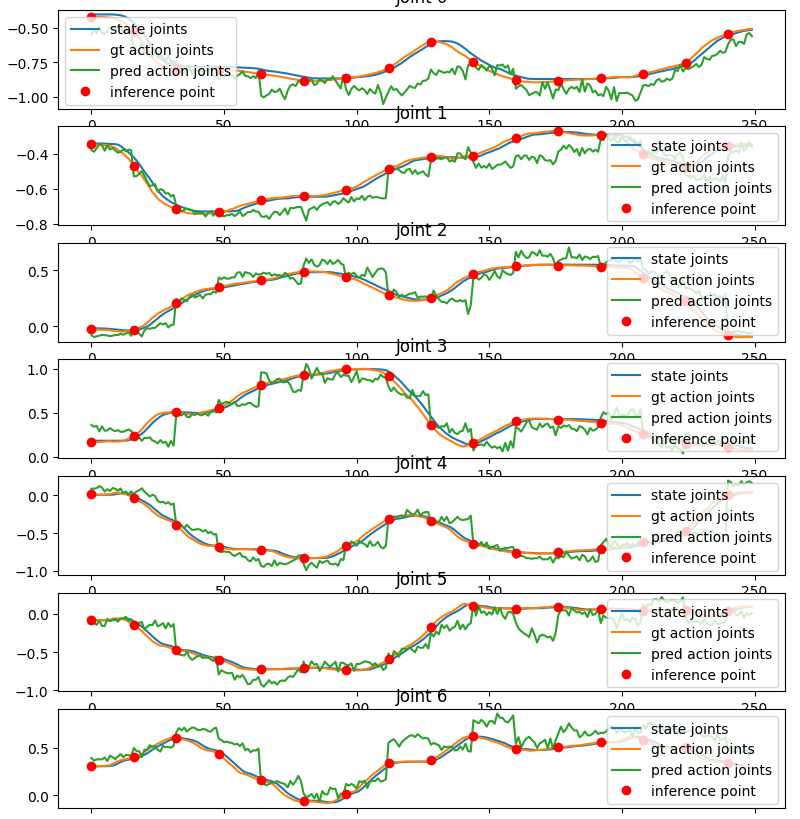 Joint 0
−0.50
−0.75
−1.00
state joints
gt action joints
pred action joints
inference point
0 50 100 150 200 250
Joint 1
−0.4
−0.6
−0.8
state joints
gt action joints
pred action joints
inference point
0 50 100 150 200 250
Joint 2
0.5
0.0
state joints
gt action joints
pred action joints
inference point
0 50 100 150 200 250
Joint 3
1.0
0.5
0.0
state joints
gt action joints
pred action joints
inference point
0 50 100 150 200 250
Joint 4
0.0
−0.5
−1.0
state joints
gt action joints
pred action joints
inference point
0 50 100 150 200 250
Joint 5
0.0
−0.5
−1.0
state joints
gt action joints
pred action joints
inference point
0 50 100 150 200 250
Joint 6
0.5
0.0
state joints
gt action joints
pred action joints
inference point